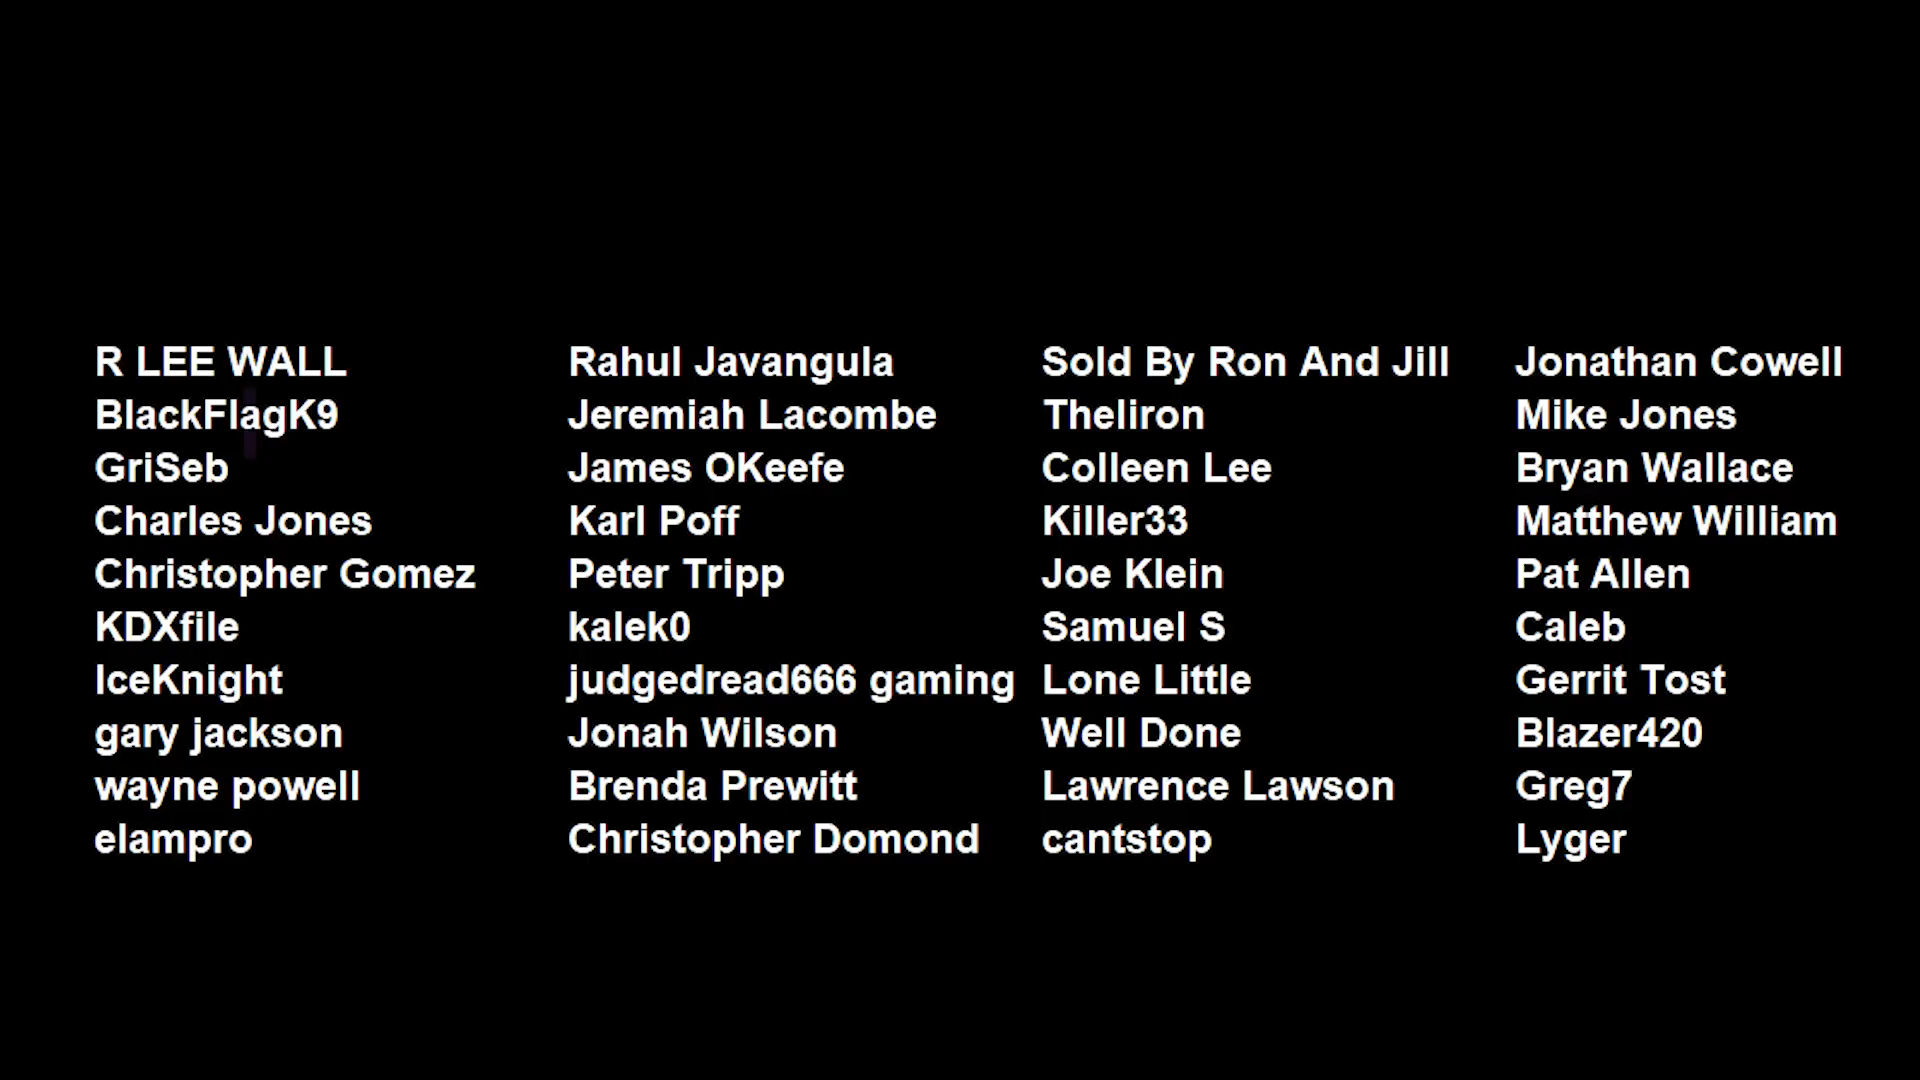 R LEE WALL
BlackFlagK9
GriSeb
Charles Jones
Christopher Gomez
KDXfile
IceKnight
gary jackson
wayne powell
elampro
Rahul Javangula
Jeremiah Lacombe
James OKeefe
Karl Poff
Peter Tripp
kalek0
judgedread666 gaming
Jonah Wilson
Brenda Prewitt
Christopher Domond
Sold By Ron And Jill
Theliron
Colleen Lee
Killer33
Joe Klein
Samuel S
Lone Little
Well Done
Lawrence Lawson
cantstop
Jonathan Cowell
Mike Jones
Bryan Wallace
Matthew William
Pat Allen
Caleb
Gerrit Tost
Blazer420
Greg7
Lyger